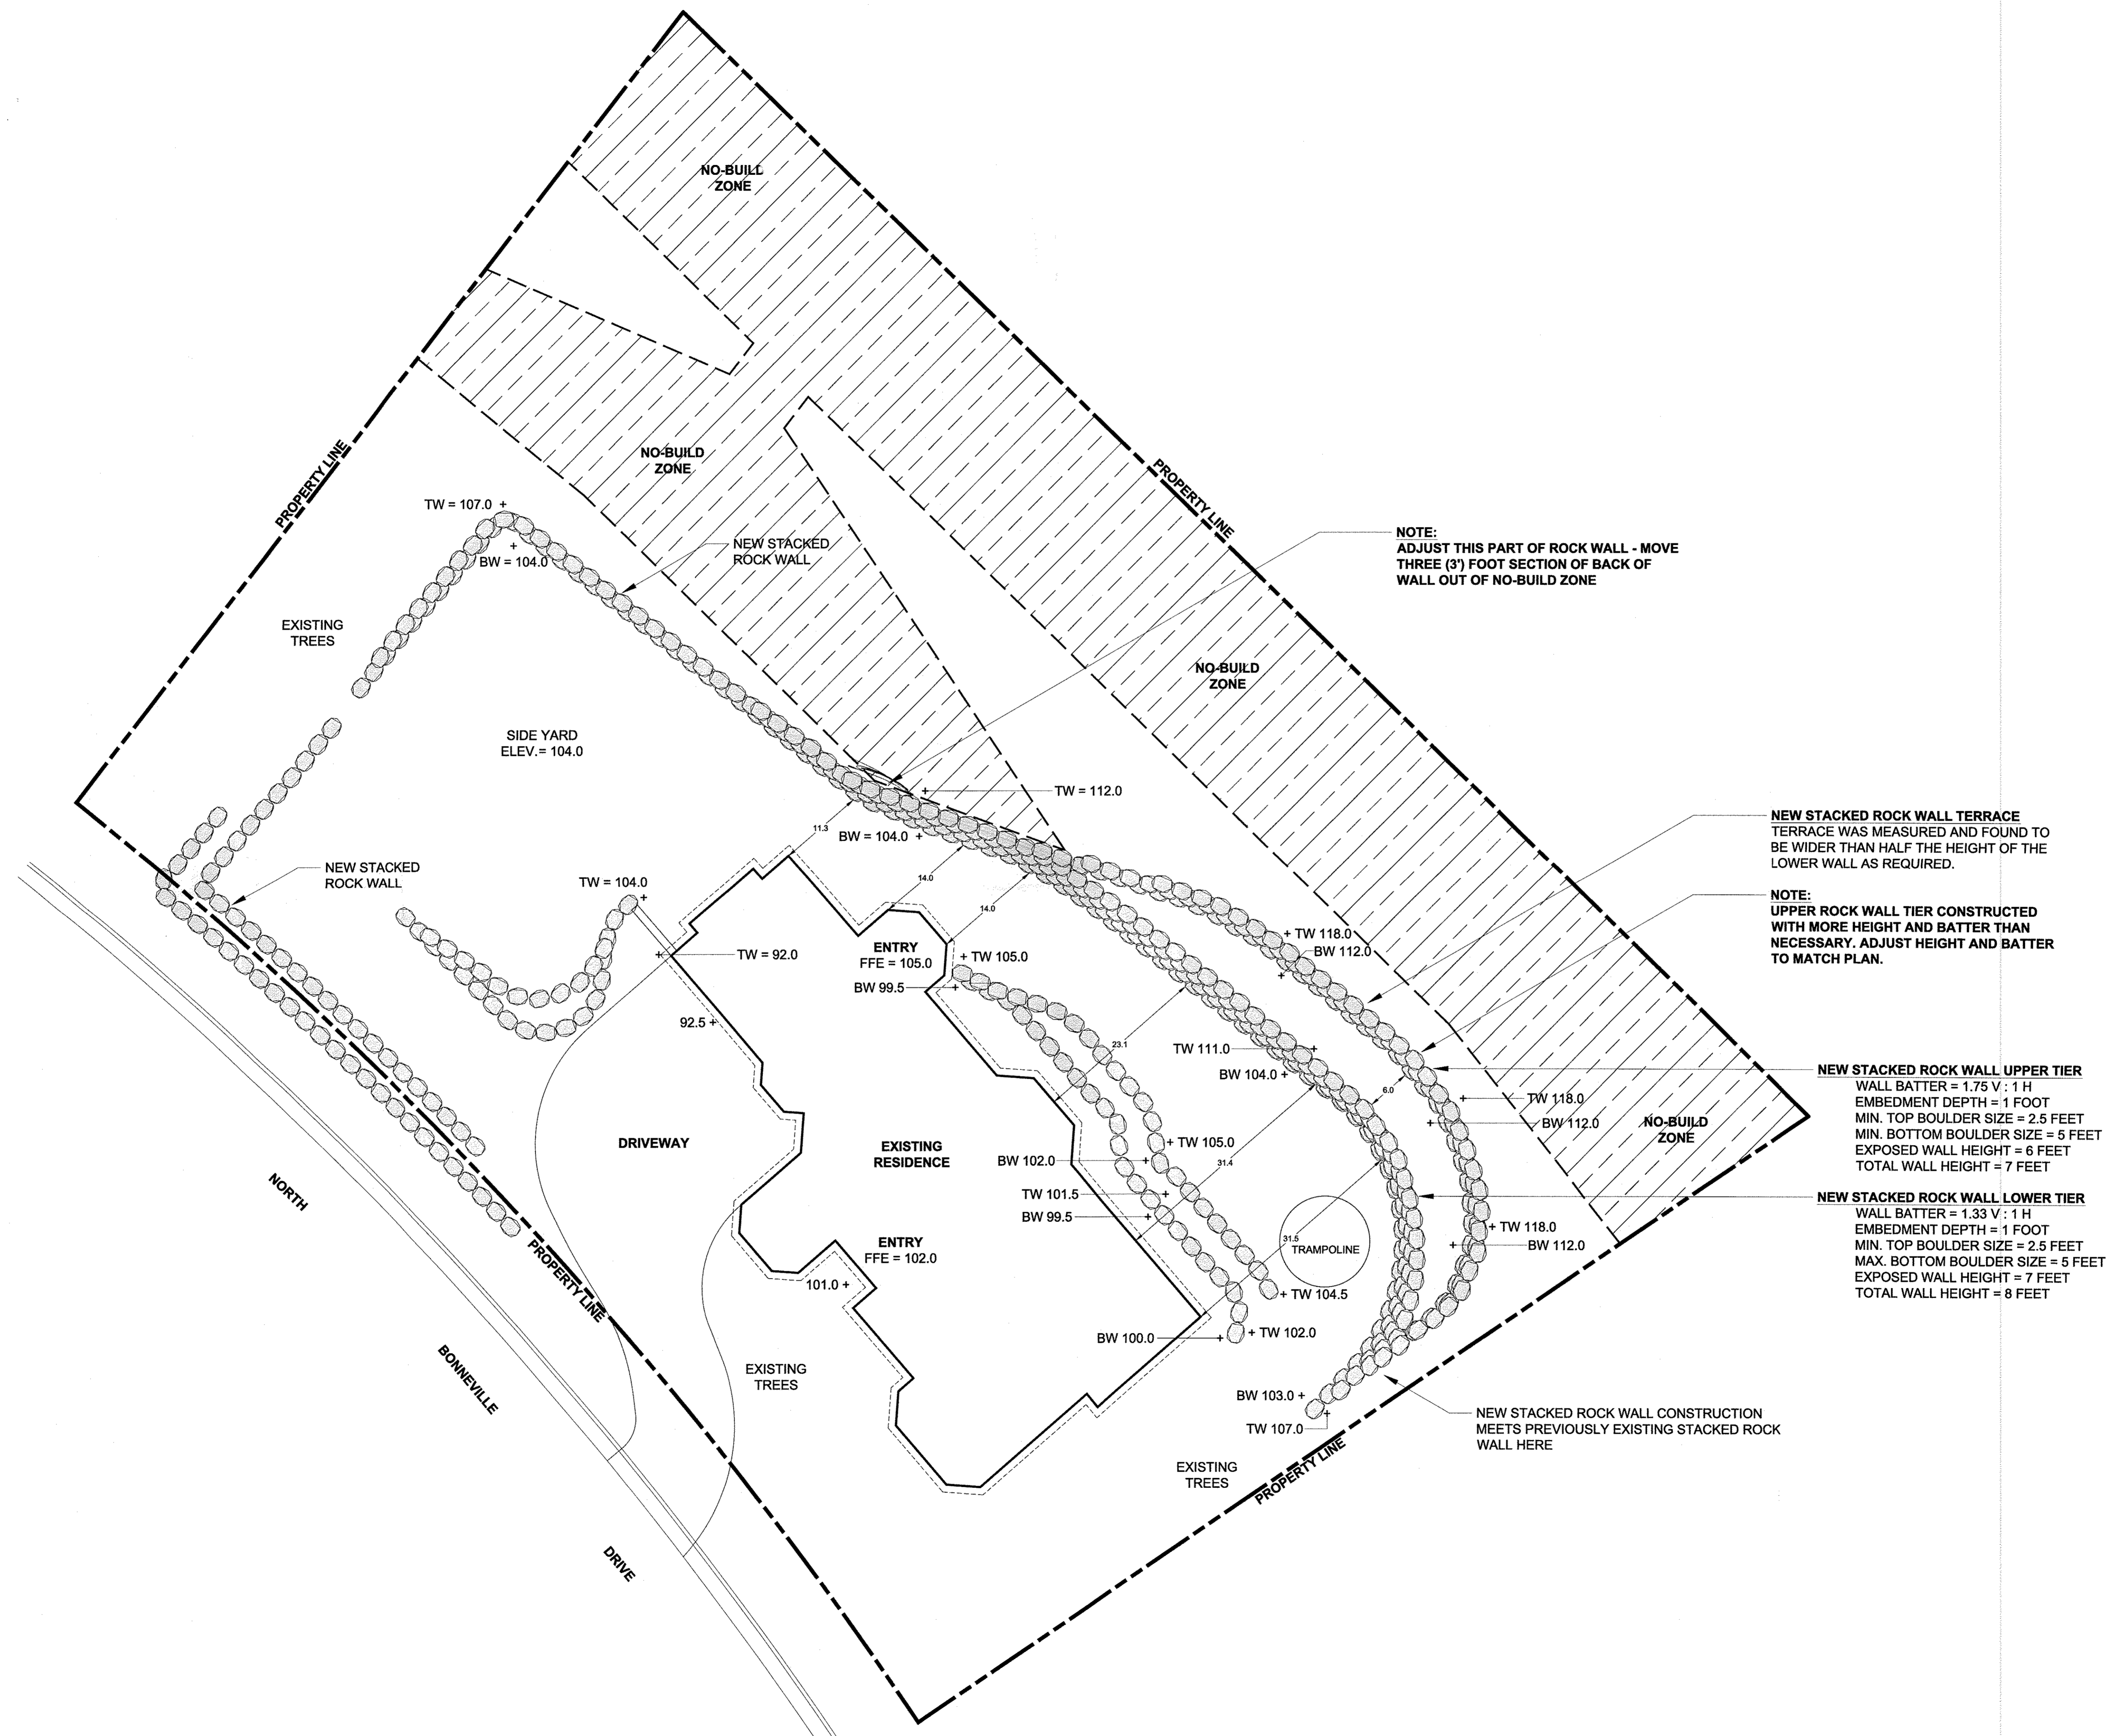 NO-BUILD
ZONE
PROPERTY LINE
NO-BUILD
ZONE
PROPERTY LINE
TW = 107.0
BW = 104.0
NEW STACKED
ROCK WALL
NOTE:
ADJUST THIS PART OF ROCK WALL - MOVE
THREE (3') FOOT SECTION OF BACK OF
WALL OUT OF NO-BUILD ZONE
EXISTING
TREES
NO-BUILD
ZONE
SIDE YARD
ELEV.= 104.0
TW = 112.0
11.3
BW = 104.0
NEW STACKED ROCK WALL TERRACE
TERRACE WAS MEASURED AND FOUND TO
BE WIDER THAN HALF THE HEIGHT OF THE
LOWER WALL AS REQUIRED.
NEW STACKED
ROCK WALL
TW = 104.0
14.0
14.0
NOTE:
UPPER ROCK WALL TIER CONSTRUCTED
WITH MORE HEIGHT AND BATTER THAN
NECESSARY. ADJUST HEIGHT AND BATTER
TO MATCH PLAN.
TW 118.0
BW 112.0
TW = 92.0
ENTRY
FFE = 105.0
TW 105.0
BW 99.5
92.5
23.1
TW 111.0
BW 104.0
6.0
NEW STACKED ROCK WALL UPPER TIER
WALL BATTER = 1.75 V : 1 H
EMBEDMENT DEPTH = 1 FOOT
MIN. TOP BOULDER SIZE = 2.5 FEET
MIN. BOTTOM BOULDER SIZE = 5 FEET
EXPOSED WALL HEIGHT = 6 FEET
TOTAL WALL HEIGHT = 7 FEET
TW 118.0
BW 112.0
NO-BUILD
ZONE
DRIVEWAY
EXISTING
RESIDENCE
TW 105.0
BW 102.0
31.4
TW 101.5
BW 99.5
NEW STACKED ROCK WALL LOWER TIER
WALL BATTER = 1.33 V : 1 H
EMBEDMENT DEPTH = 1 FOOT
MIN. TOP BOULDER SIZE = 2.5 FEET
MAX. BOTTOM BOULDER SIZE = 5 FEET
EXPOSED WALL HEIGHT = 7 FEET
TOTAL WALL HEIGHT = 8 FEET
TW 118.0
BW 112.0
31.5
TRAMPOLINE
NORTH
BONNEVILLE
DRIVE
PROPERTY LINE
ENTRY
FFE = 102.0
101.0
TW 104.5
BW 100.0
TW 102.0
EXISTING
TREES
BW 103.0
TW 107.0
NEW STACKED ROCK WALL CONSTRUCTION
MEETS PREVIOUSLY EXISTING STACKED ROCK
WALL HERE
EXISTING
TREES
PROPERTY LINE